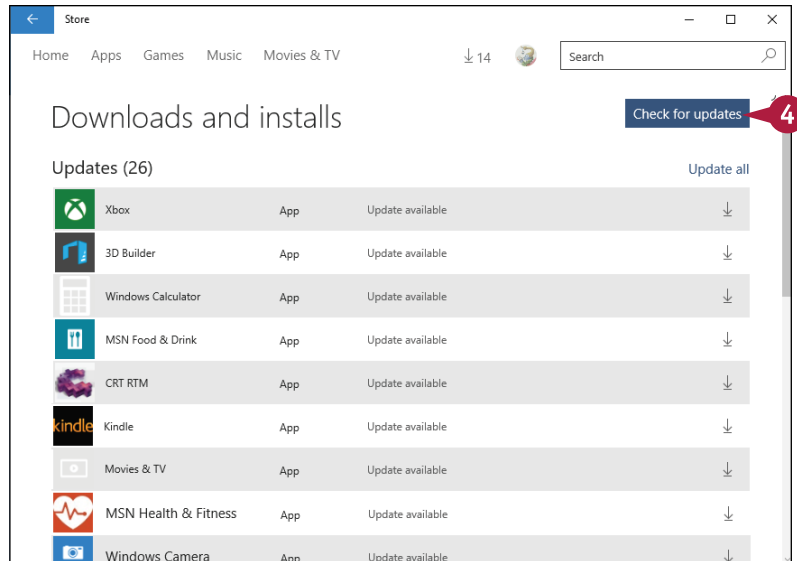 Store
Home Apps Games Music Movies & TV 14 Search
Downloads and installs
Check for updates
4
Updates (26)
Update all
Xbox App Update available
3D Builder App Update available
Windows Calculator App Update available
MSN Food & Drink App Update available
CRT RTM App Update available
kindle Kindle App Update available
Movies & TV App Update available
MSN Health & Fitness App Update available
Windows Camera App Update available